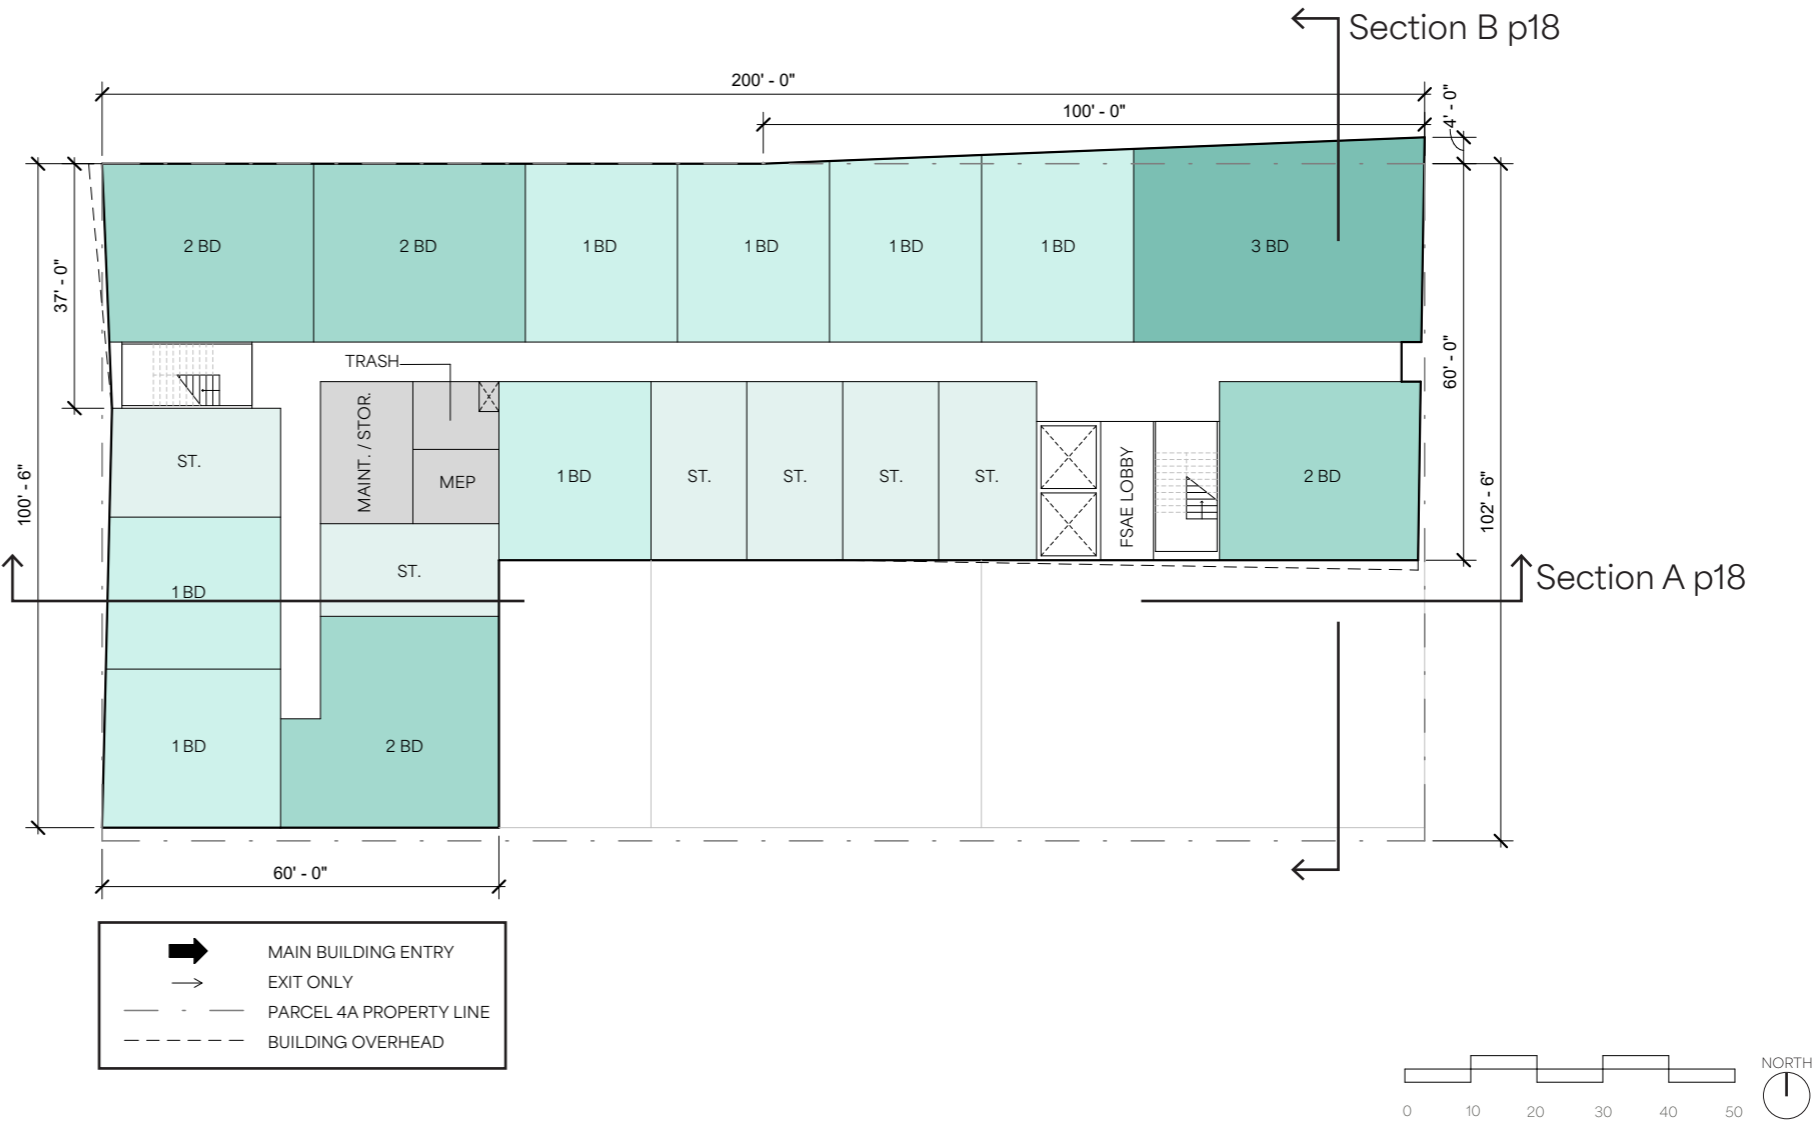 Section B p18
200' - 0"
100' - 0"
4' - 0"
2 BD
2 BD
1 BD
1 BD
1 BD
1 BD
3 BD
37' - 0"
60' - 0"
100' - 6"
102' - 6"
TRASH
MAINT. / STOR.
MEP
ST.
1 BD
ST.
ST.
ST.
ST.
FSAE LOBBY
2 BD
ST.
1 BD
Section A p18
1 BD
2 BD
60' - 0"
MAIN BUILDING ENTRY
EXIT ONLY
PARCEL 4A PROPERTY LINE
BUILDING OVERHEAD
NORTH
0 10 20 30 40 50